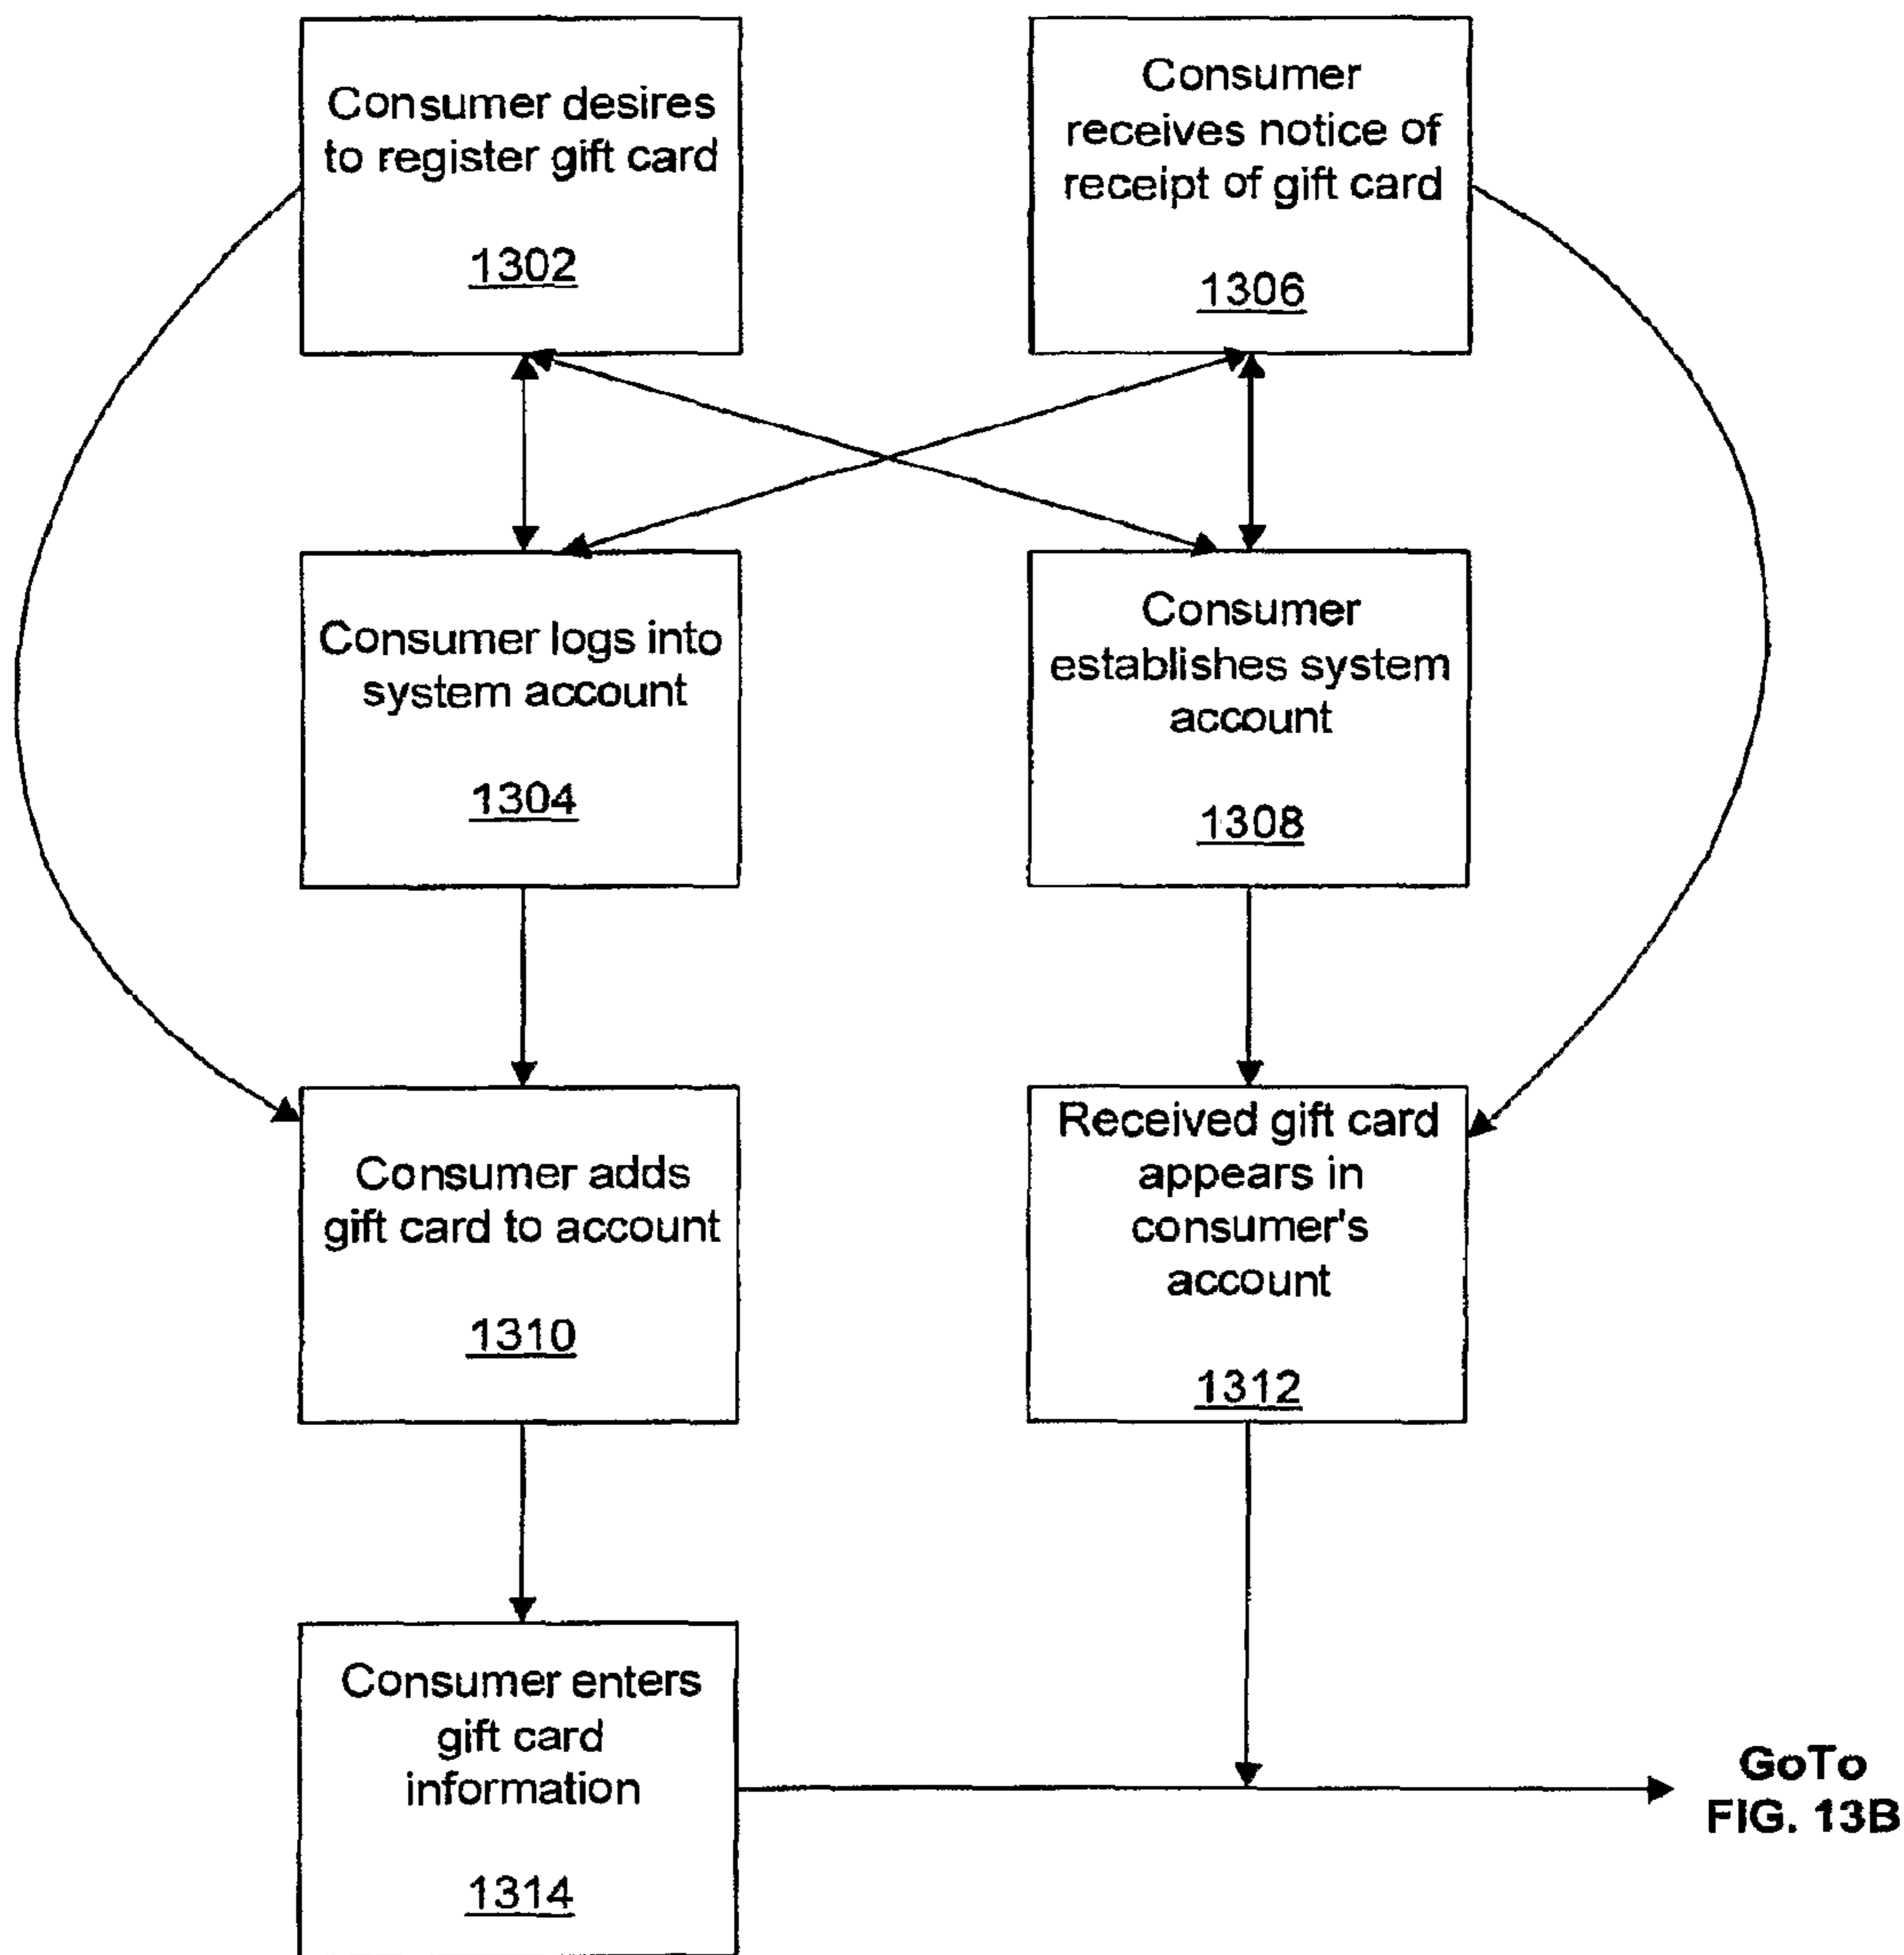 Consumer desires
to register gift card
1302
Consumer
receives notice of
receipt of gift card
1306
Consumer logs into
system account
1304
Consumer
establishes system
account
1308
Consumer adds
gift card to account
1310
Received gift card
appears in
consumer's
account
1312
Consumer enters
gift card
information
1314
GoTo
FIG. 13B